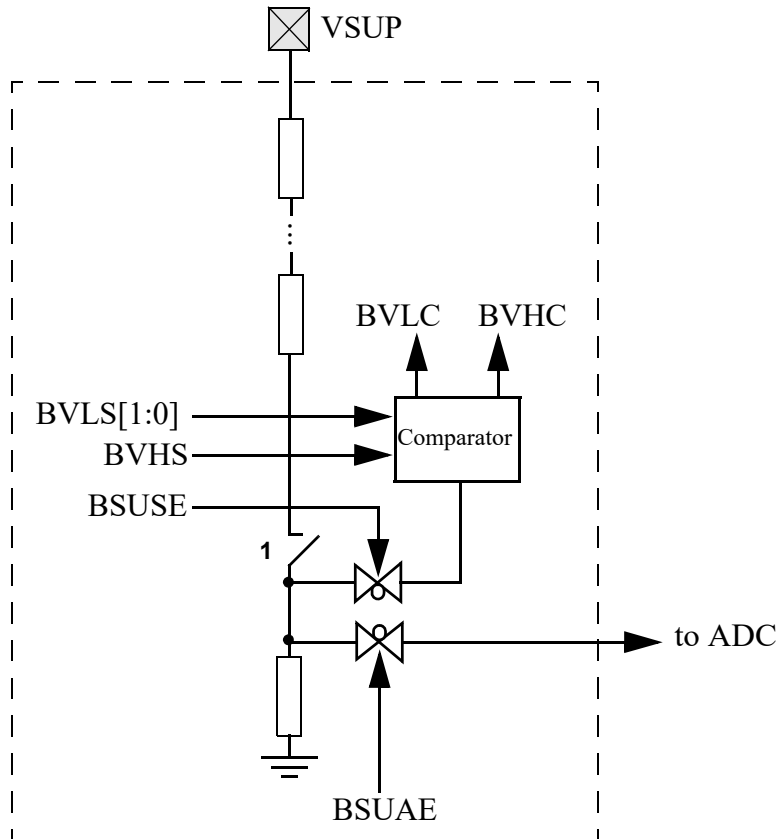 VSUP
BVLC BVHC
BVLS[1:0]
Comparator
BVHS
BSUSE
1
to ADC
BSUAE